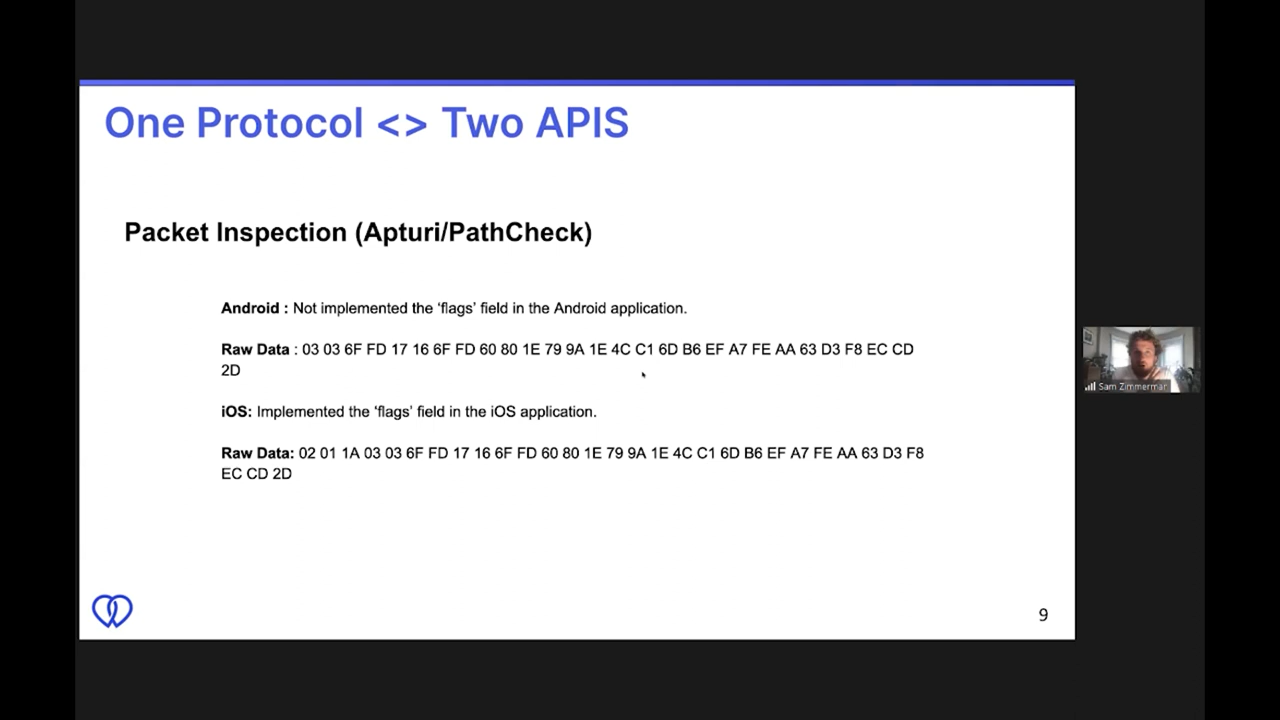 One Protocol <> Two APIS
Packet Inspection (Apturi/PathCheck)
Android : Not implemented the ‘flags’ field in the Android application.
Raw Data : 03 03 6F FD 17 16 6F FD 60 80 1E 79 9A 1E 4C C1 6D B6 EF A7 FE AA 63 D3 F8 EC CD
2D
iOS: Implemented the ‘flags’ field in the iOS application.
Raw Data: 02 01 1A 03 03 6F FD 17 16 6F FD 60 80 1E 79 9A 1E 4C C1 6D B6 EF A7 FE AA 63 D3 F8
EC CD 2D
Sam Zimmerman
9